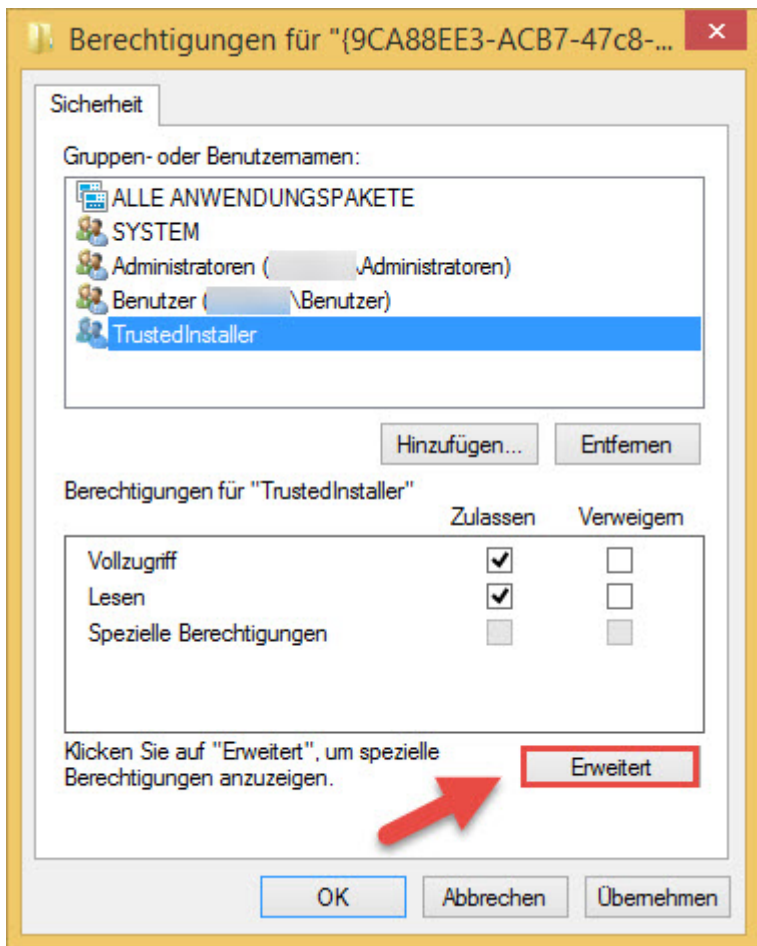 Berechtigungen für "{9CA88EE3-ACB7-47c8-...
Sicherheit
Gruppen- oder Benutzernamen:
ALLE ANWENDUNGSPAKETE
SYSTEM
Administratoren ( \Administratoren)
Benutzer ( \Benutzer)
TrustedInstaller
Hinzufügen... Entfernen
Berechtigungen für "TrustedInstaller"
Zulassen Verweigern
Vollzugriff
Lesen
Spezielle Berechtigungen
Klicken Sie auf "Erweitert", um spezielle
Berechtigungen anzuzeigen.
Erweitert
OK Abbrechen Übernehmen